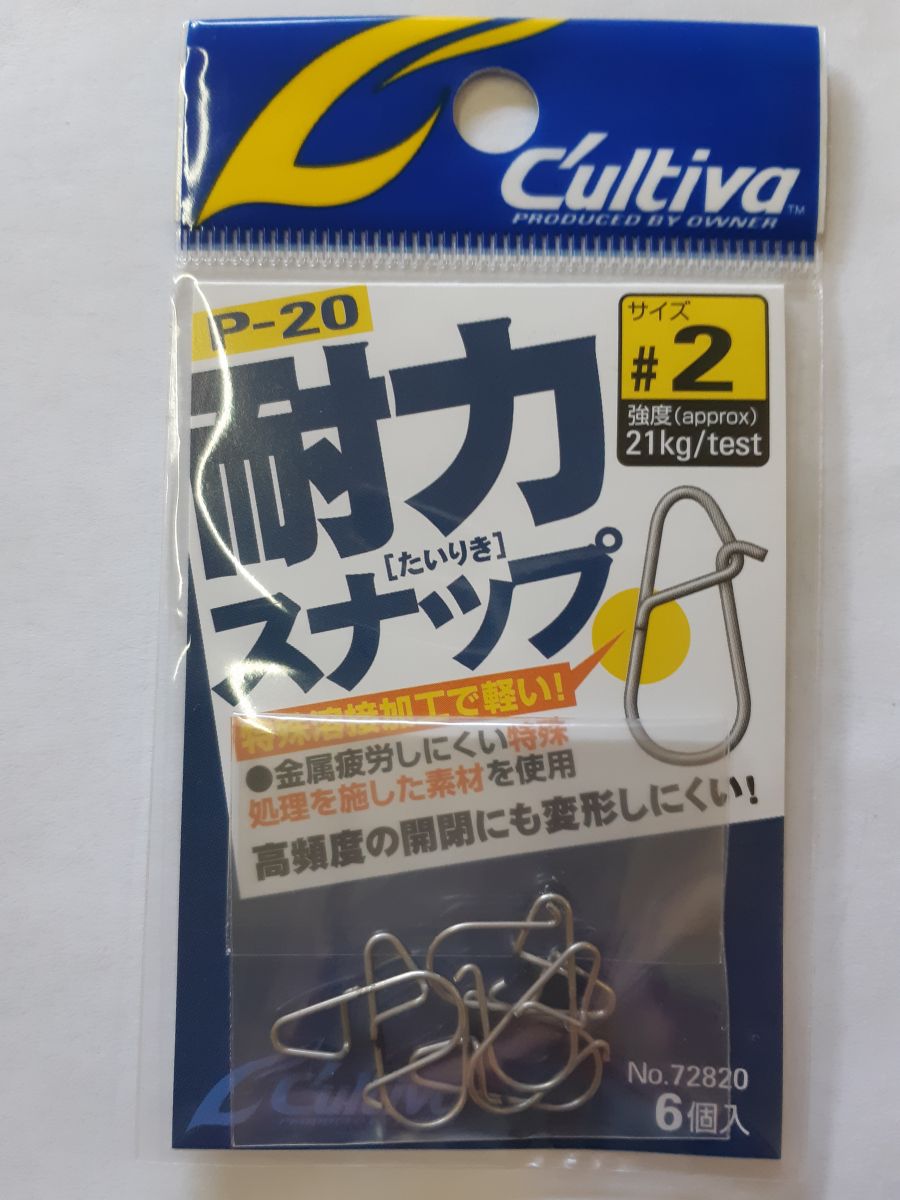 C'ultiva™
PRODUCED BY OWNER
P-20
サイズ
#2
強度(approx)
21kg/test
耐力
[たいりき]
スナップ
特殊溶接加工で軽い!
●金属疲労しにくい特殊
処理を施した素材を使用
高頻度の開閉にも変形しにくい!
No.72820
6個入
C'ultiva